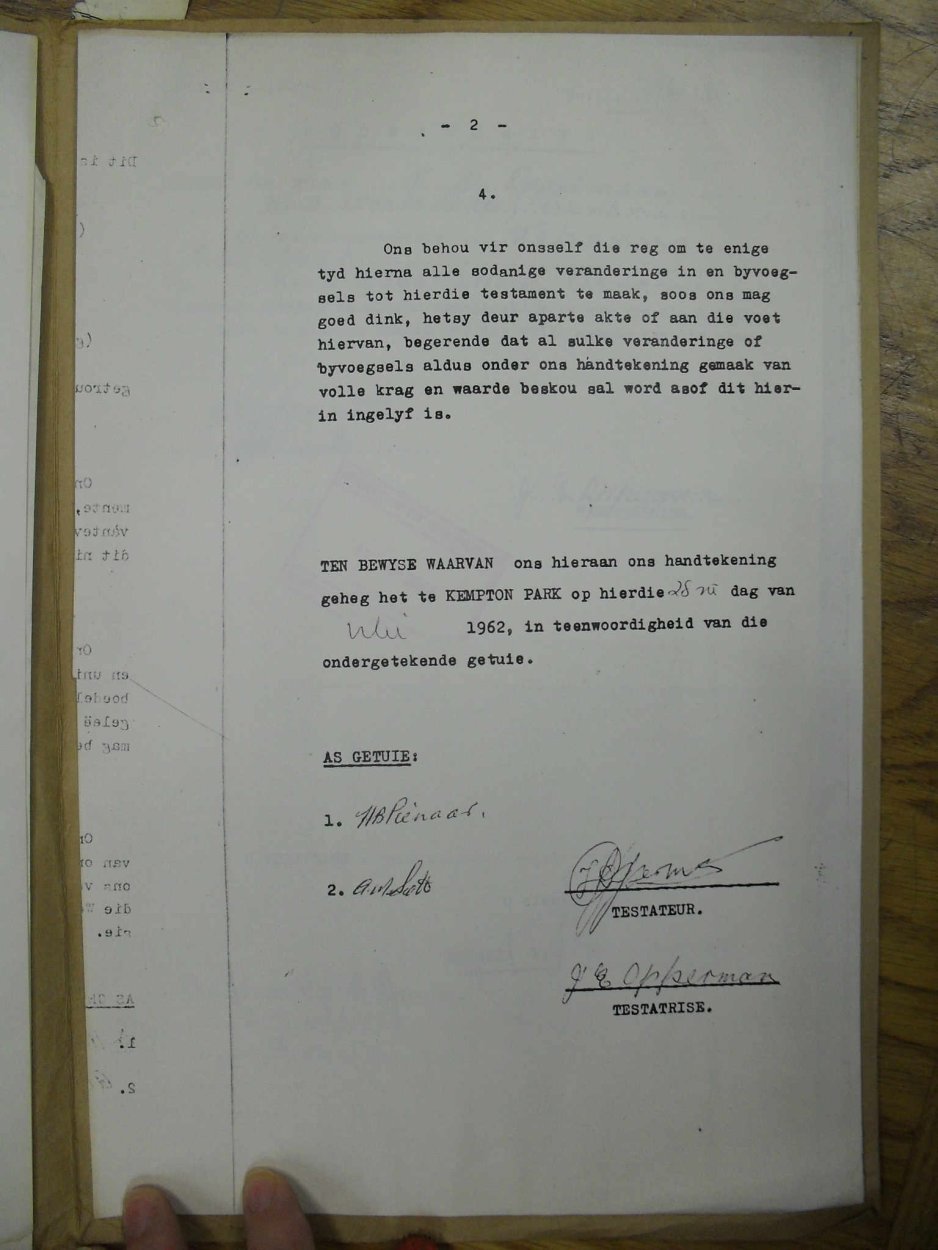 - 2 -
4.
Ons behou vir onsself die reg om te enige
tyd hierna alle sodanige veranderinge in en byvoeg-
sels tot hierdie testament te maak, soos ons mag
goed dink, hetsy deur aparte akte of aan die voet
hiervan, begerende dat al sulke veranderinge of
byvoegsels aldus onder ons handtekening gemaak van
volle krag en waarde beskou sal word asof dit hier-
in ingelyf is.
TEN BEWYSE WAARVAN ons hieraan ons handtekening
geheg het te KEMPTON PARK op hierdie 28 dag van
1962, in teenwoordigheid van die
ondergetekende getuie.
AS GETUIE:
1. Pienaar.
2.
TESTATEUR.
J E Opperman
TESTATRISE.